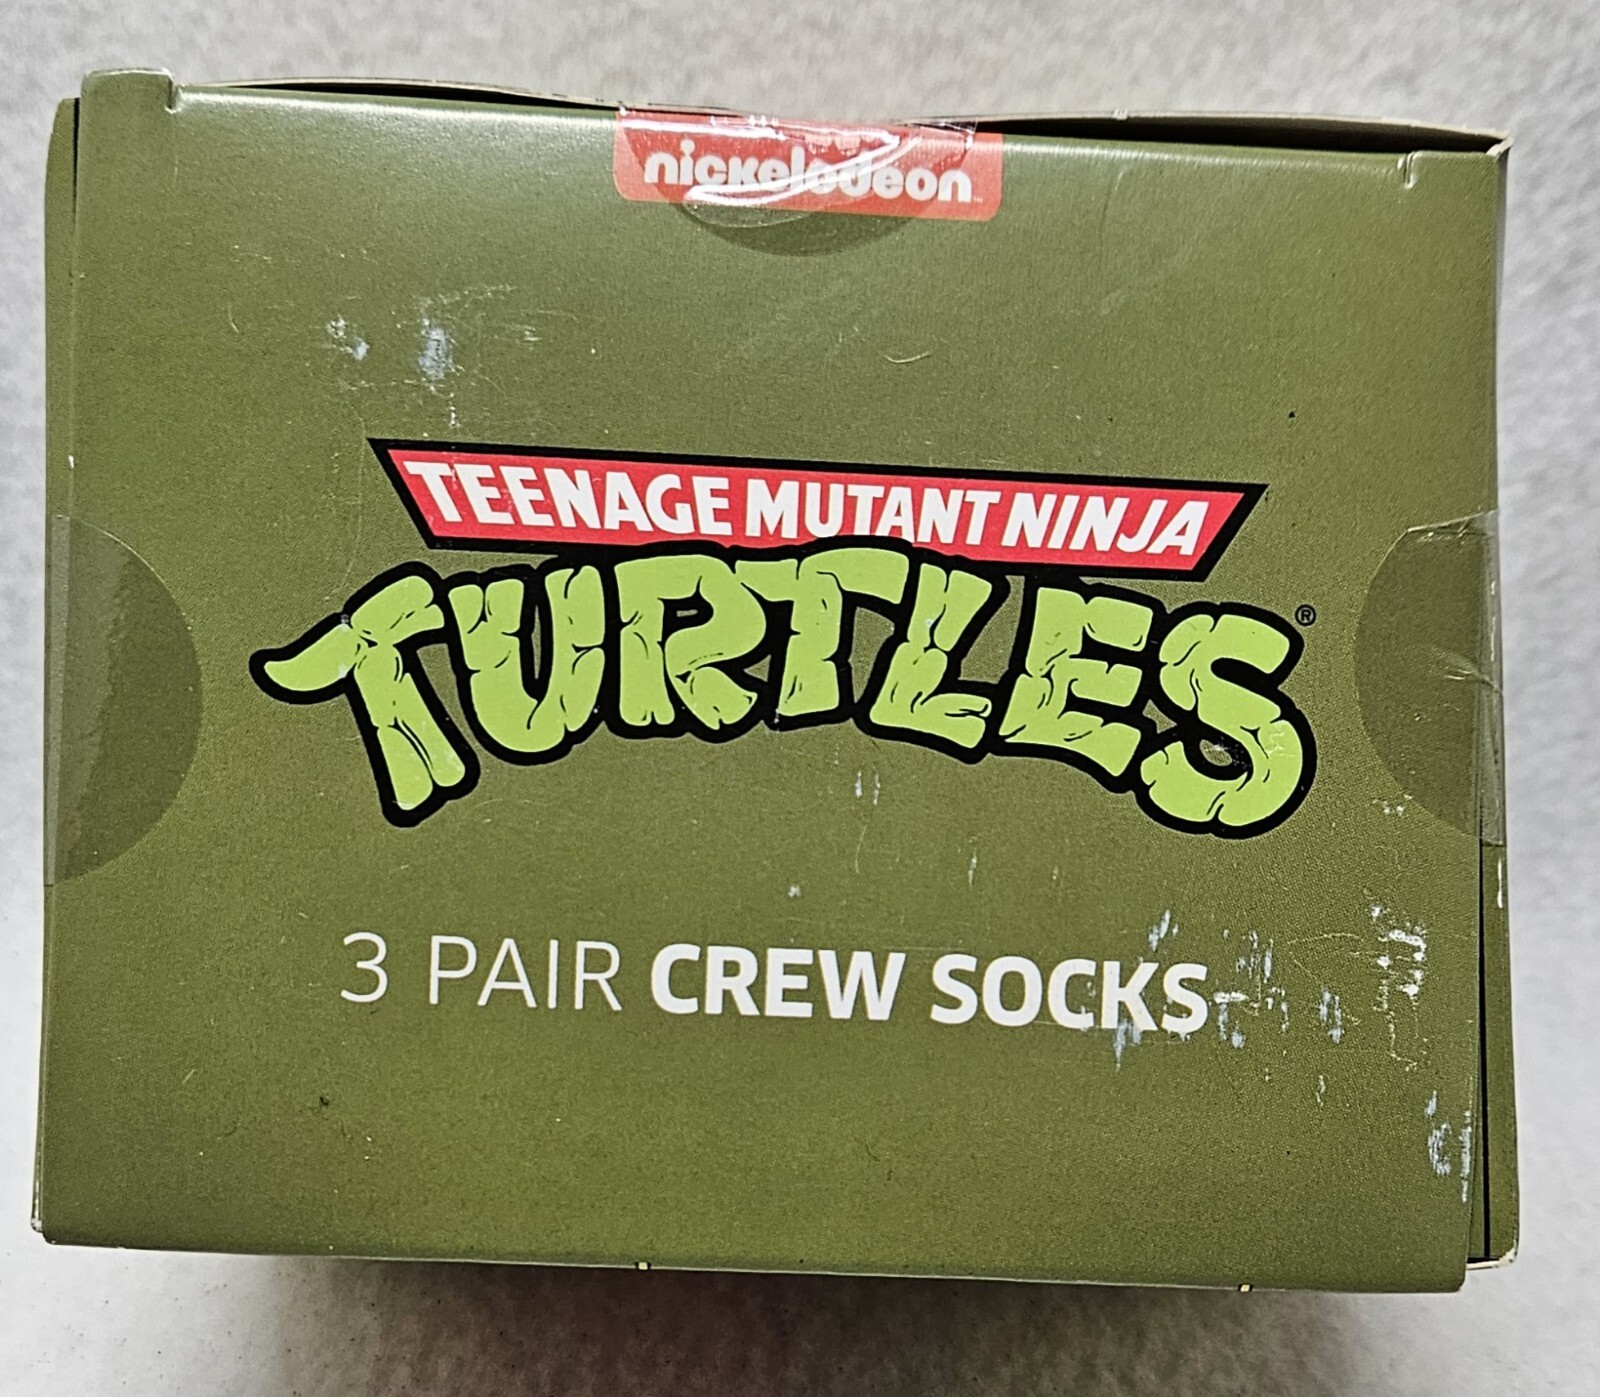 nickelodeon
TEENAGE MUTANT NINJA
TURTLES®
3 PAIR CREW SOCKS